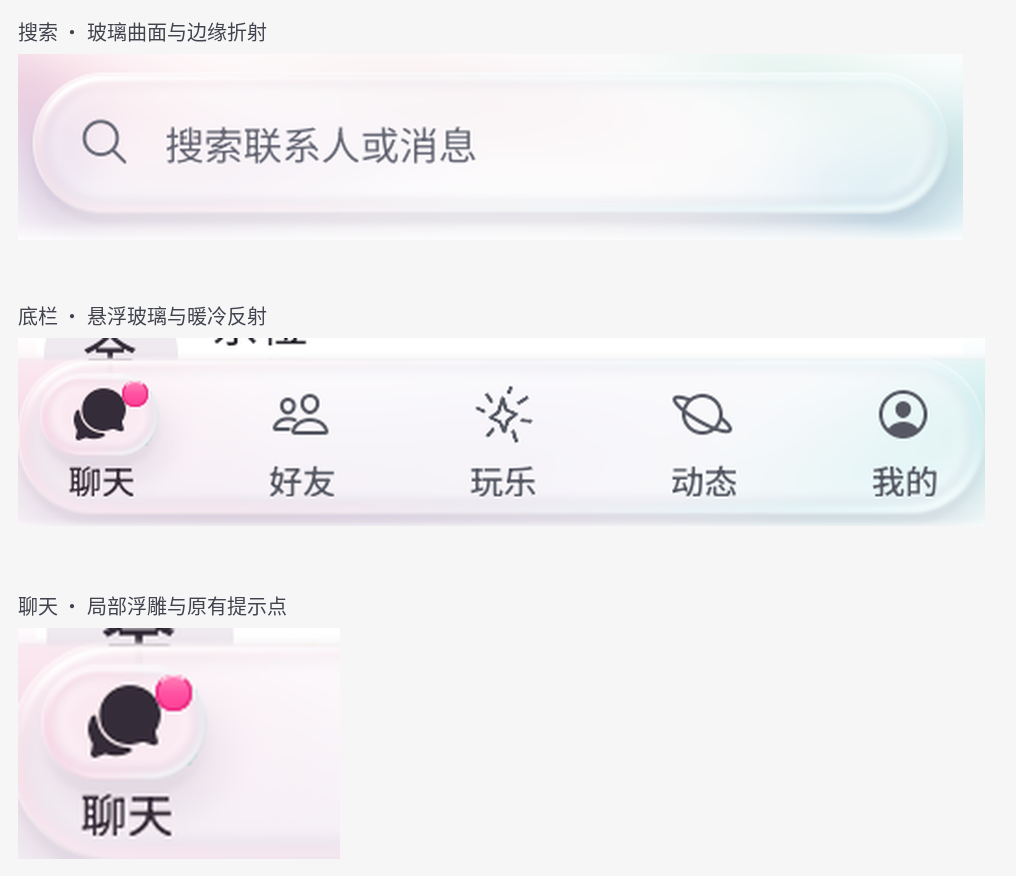 搜索 · 玻璃曲面与边缘折射
搜索联系人或消息
底栏 · 悬浮玻璃与暖冷反射
聊天
好友
玩乐
动态
我的
聊天 · 局部浮雕与原有提示点
聊天